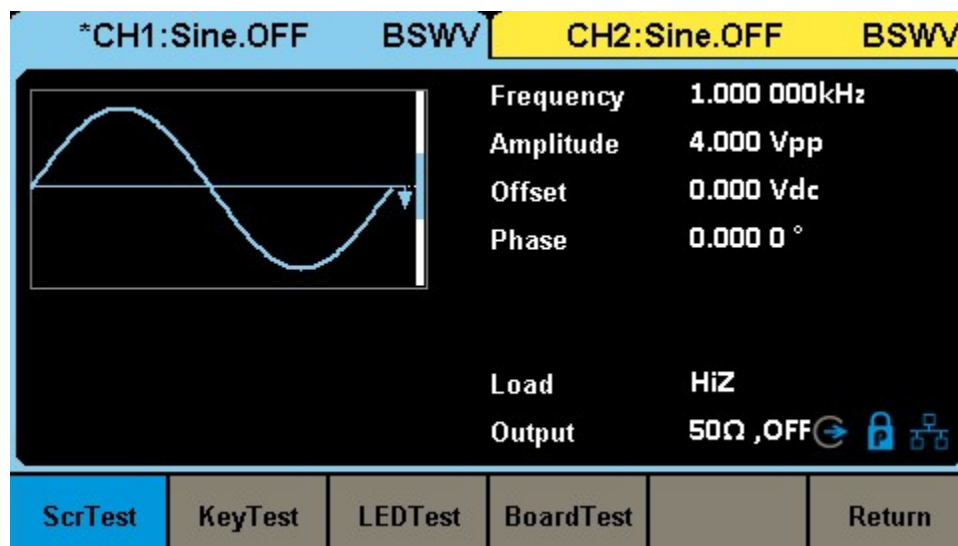 *CH1:Sine.OFF BSWV CH2:Sine.OFF BSWV
Frequency 1.000 000kHz
Amplitude 4.000 Vpp
Offset 0.000 Vdc
Phase 0.000 0 °
Load HiZ
Output 50Ω ,OFF P
ScrTest KeyTest LEDTest BoardTest Return